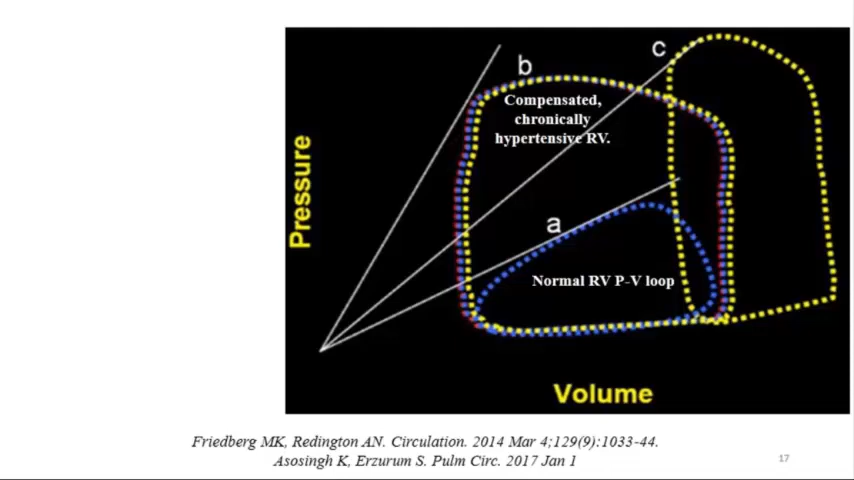 c
b
Compensated,
chronically
hypertensive RV.
Pressure
a
Normal RV P-V loop
Volume
Friedberg MK, Redington AN. Circulation. 2014 Mar 4;129(9):1033-44.
Asosingh K, Erzurum S. Pulm Circ. 2017 Jan 1
17